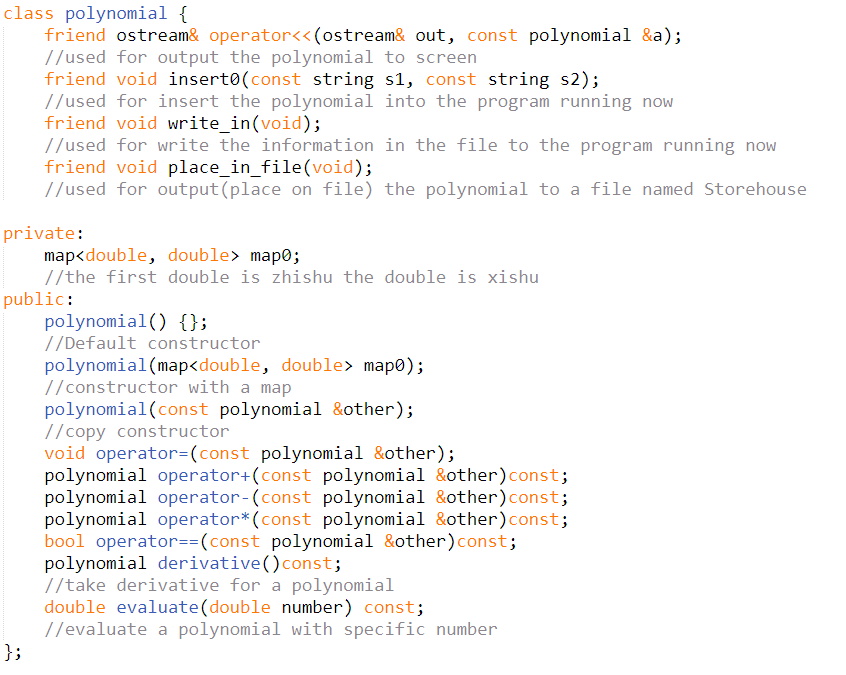 class polynomial {
    friend ostream& operator<<(ostream& out, const polynomial &a);
    //used for output the polynomial to screen
    friend void insert0(const string s1, const string s2);
    //used for insert the polynomial into the program running now
    friend void write_in(void);
    //used for write the information in the file to the program running now
    friend void place_in_file(void);
    //used for output(place on file) the polynomial to a file named Storehouse

private:
    map<double, double> map0;
    //the first double is zhishu the double is xishu
public:
    polynomial() {};
    //Default constructor
    polynomial(map<double, double> map0);
    //constructor with a map
    polynomial(const polynomial &other);
    //copy constructor
    void operator=(const polynomial &other);
    polynomial operator+(const polynomial &other)const;
    polynomial operator-(const polynomial &other)const;
    polynomial operator*(const polynomial &other)const;
    bool operator==(const polynomial &other)const;
    polynomial derivative()const;
    //take derivative for a polynomial
    double evaluate(double number) const;
    //evaluate a polynomial with specific number
};